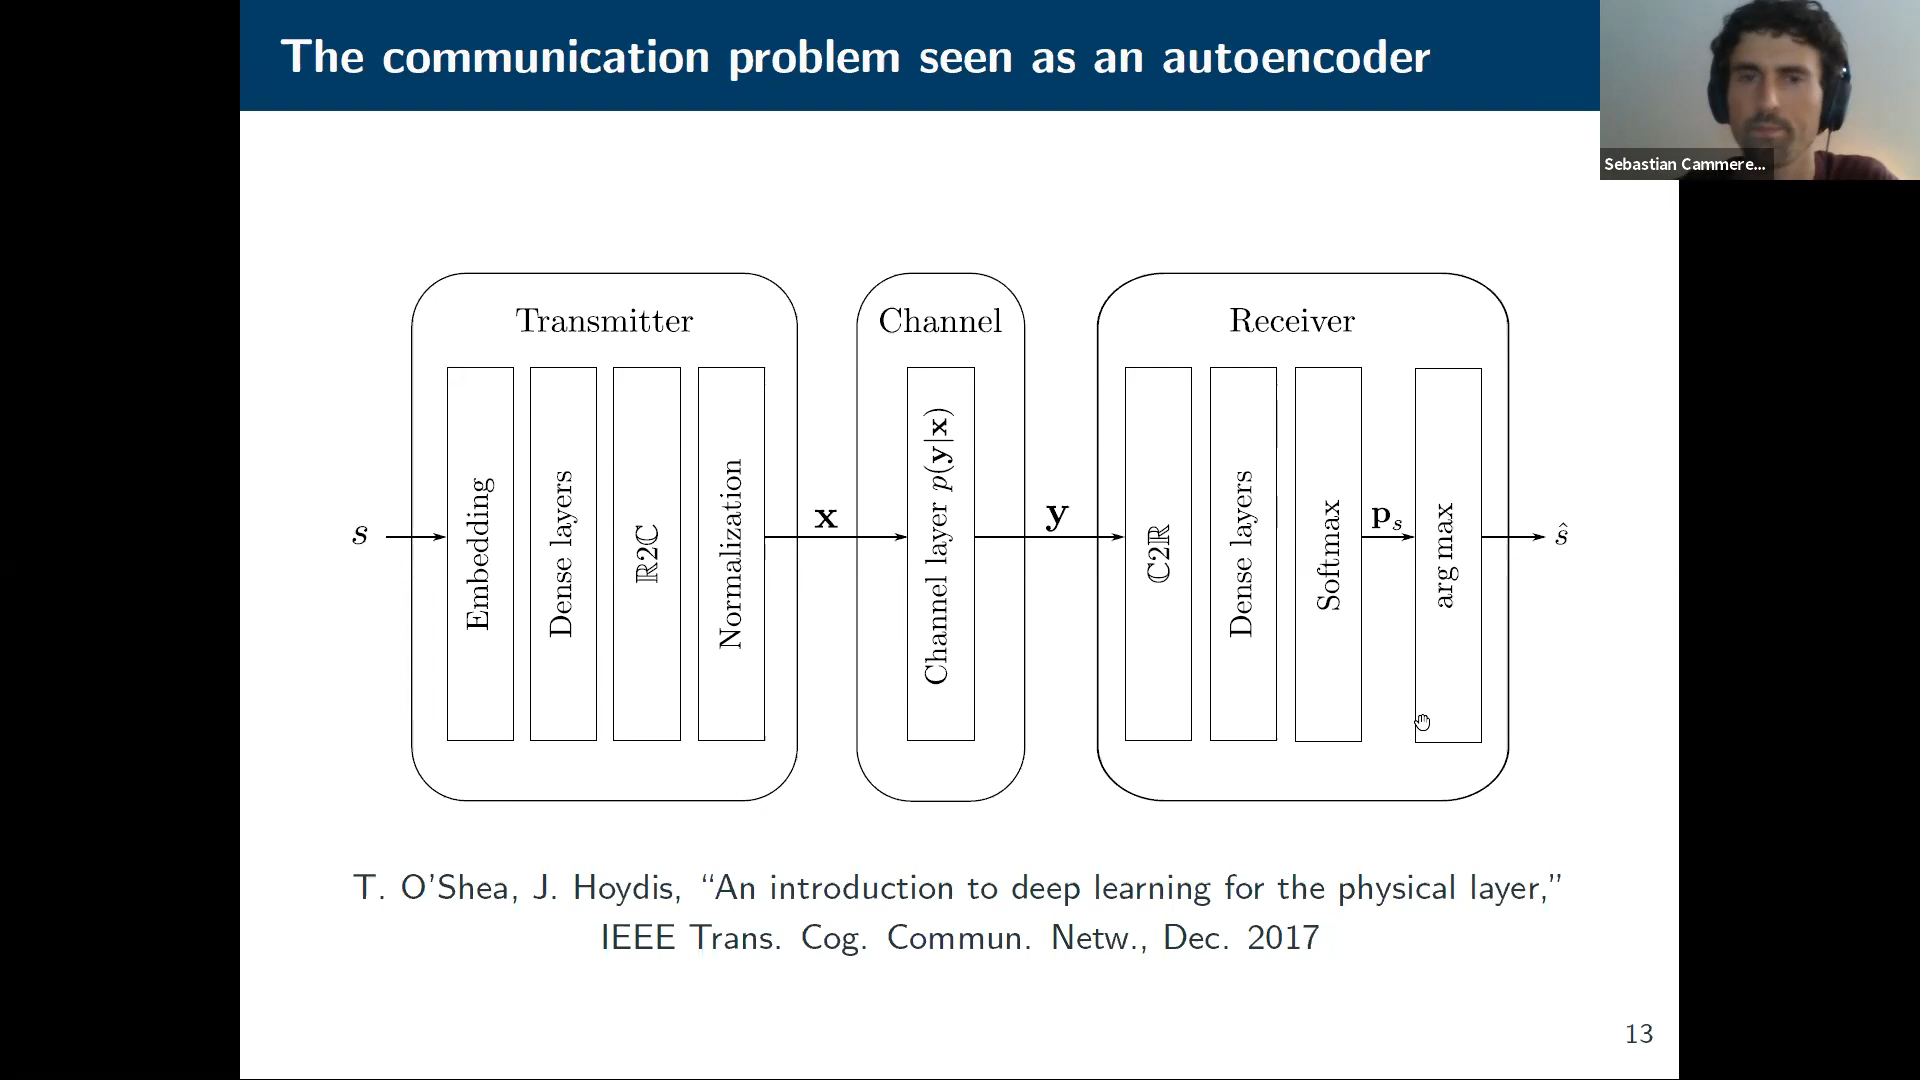 The communication problem seen as an autoencoder
Sebastian Cammere...
Transmitter
Channel
Receiver
s
Embedding
Dense layers
ℝ2ℂ
Normalization
x
Channel layer p(y|x)
y
ℂ2ℝ
Dense layers
Softmax
pₛ
arg max
ŝ
T. O'Shea, J. Hoydis, “An introduction to deep learning for the physical layer,”
IEEE Trans. Cog. Commun. Netw., Dec. 2017
13